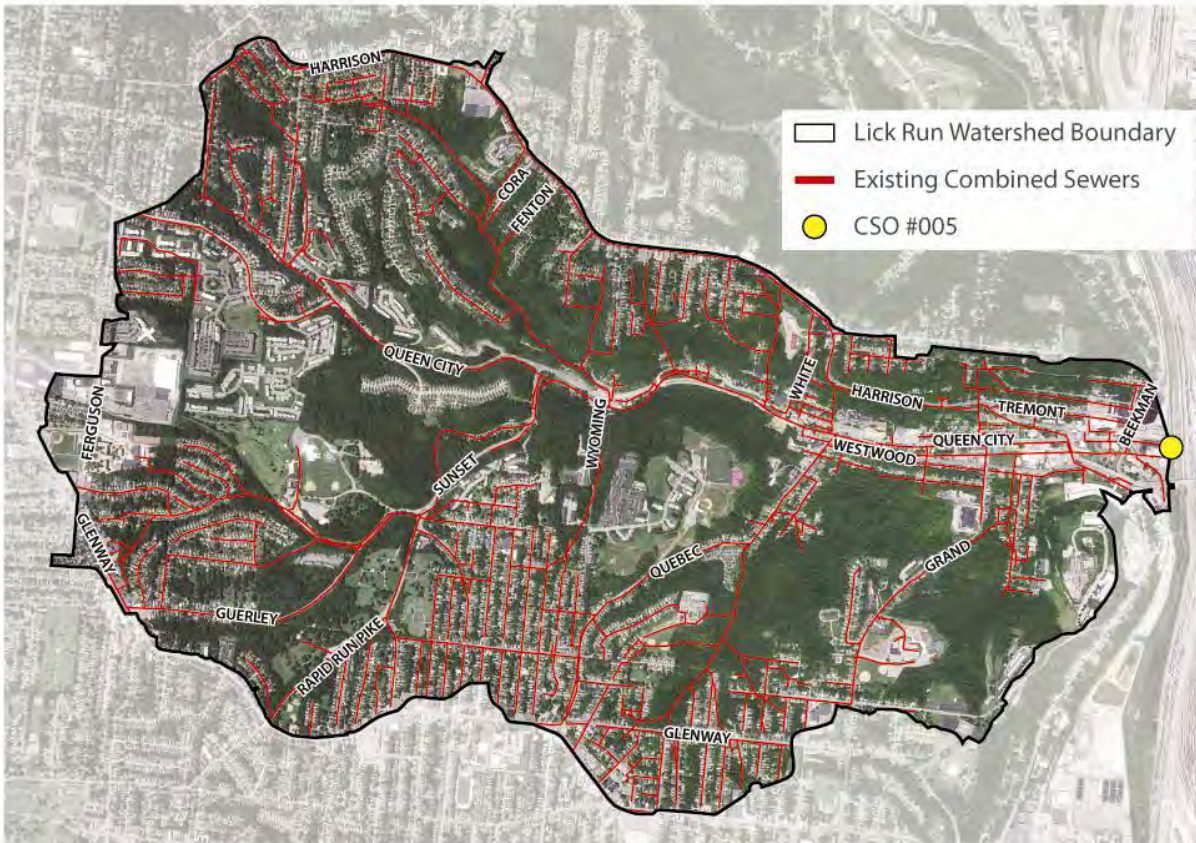 HARRISON
Lick Run Watershed Boundary
Existing Combined Sewers
CSO #005
CORA
FENTON
QUEEN CITY
WHITE
HARRISON
TREMONT
BEEKMAN
FERGUSON
WYOMING
QUEEN CITY
WESTWOOD
SUNSET
GLENWAY
QUEBEC
GRAND
GUERLEY
RAPID RUN PIKE
GLENWAY